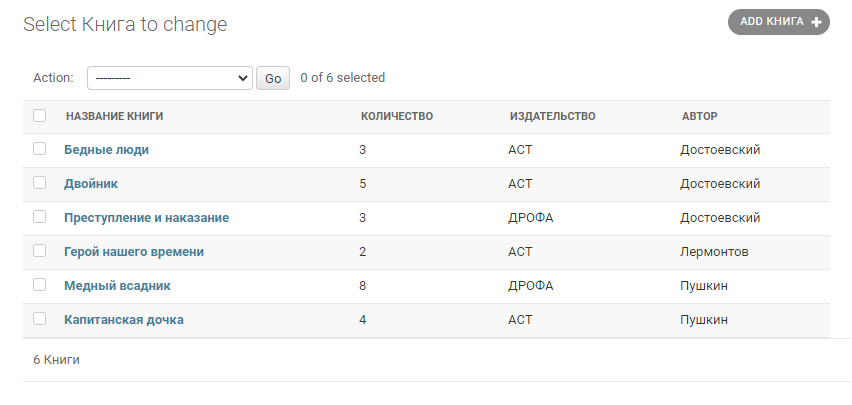 Select Книга to change
ADD КНИГА +
Action: --------- Go 0 of 6 selected
НАЗВАНИЕ КНИГИ КОЛИЧЕСТВО ИЗДАТЕЛЬСТВО АВТОР
Бедные люди 3 АСТ Достоевский
Двойник 5 АСТ Достоевский
Преступление и наказание 3 ДРОФА Достоевский
Герой нашего времени 2 АСТ Лермонтов
Медный всадник 8 ДРОФА Пушкин
Капитанская дочка 4 АСТ Пушкин
6 Книги